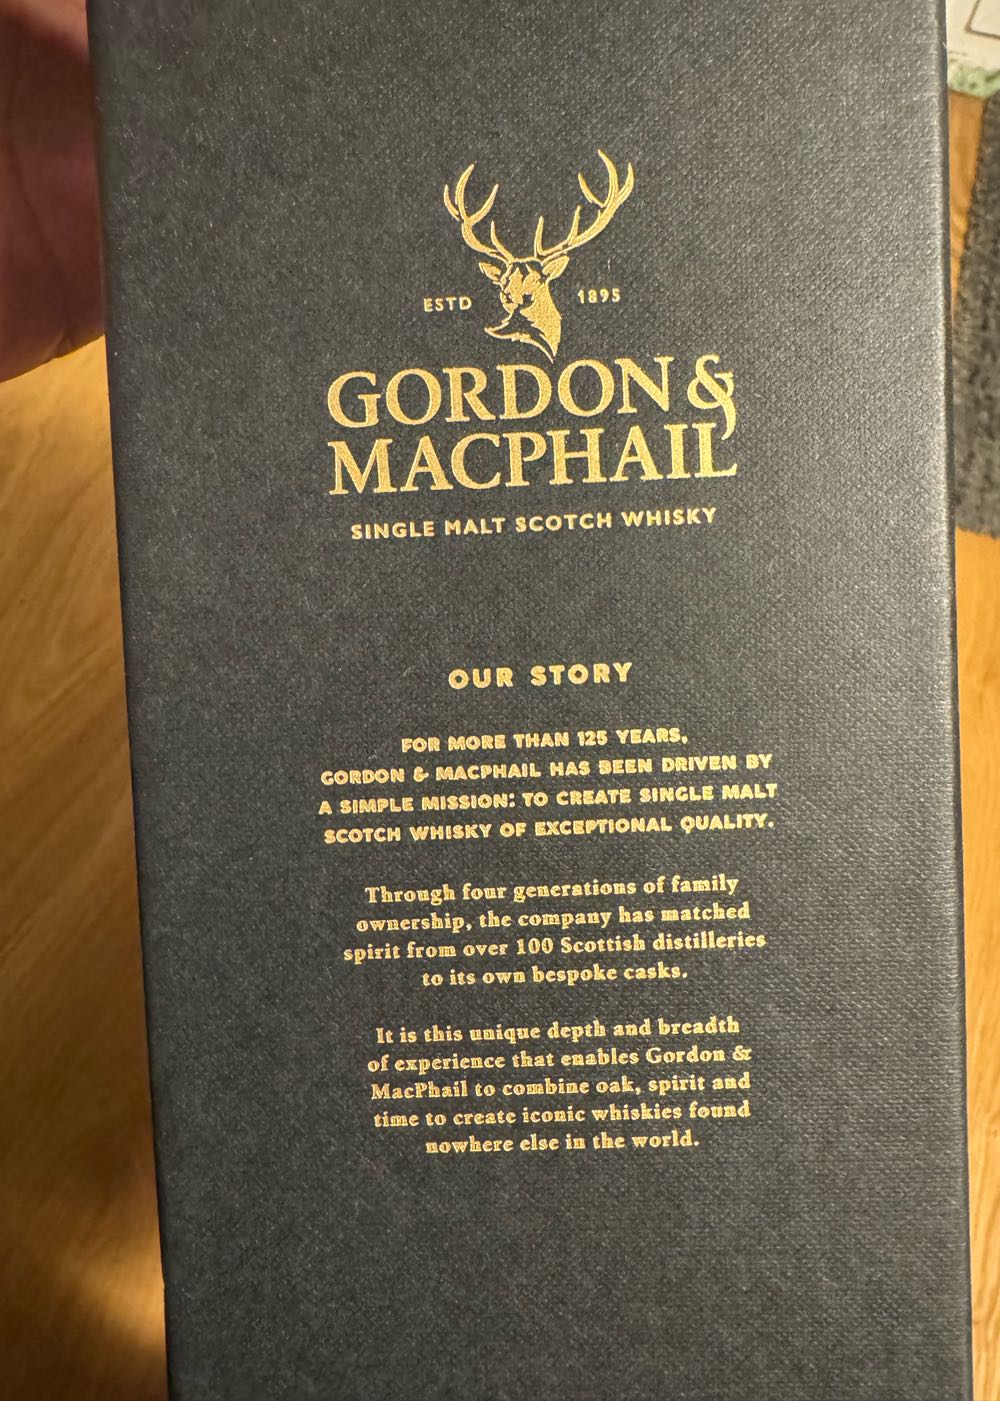 ESTD 1895
GORDON &
MACPHAIL
SINGLE MALT SCOTCH WHISKY
OUR STORY
FOR MORE THAN 125 YEARS,
GORDON & MACPHAIL HAS BEEN DRIVEN BY
A SIMPLE MISSION: TO CREATE SINGLE MALT
SCOTCH WHISKY OF EXCEPTIONAL QUALITY.
Through four generations of family
ownership, the company has matched
spirit from over 100 Scottish distilleries
to its own bespoke casks.
It is this unique depth and breadth
of experience that enables Gordon &
MacPhail to combine oak, spirit and
time to create iconic whiskies found
nowhere else in the world.